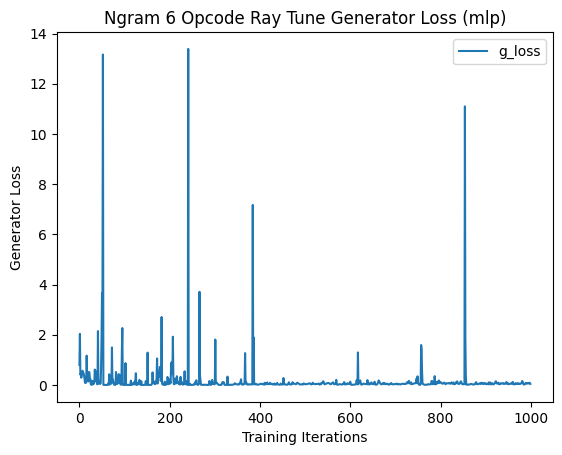 Ngram 6 Opcode Ray Tune Generator Loss (mlp)
g_loss
Generator Loss
14
12
10
8
6
4
2
0
0 200 400 600 800 1000
Training Iterations